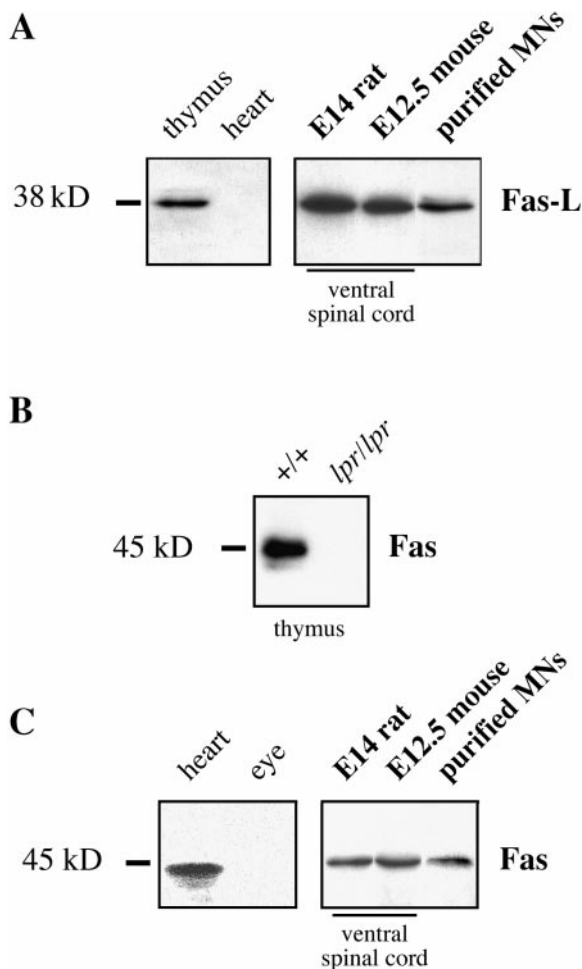 A
thymus
heart
E14 rat
E12.5 mouse
purified MNs
38 kD
Fas-L
ventral
spinal cord
B
+/+
lpr/lpr
45 kD
Fas
thymus
C
heart
eye
E14 rat
E12.5 mouse
purified MNs
45 kD
Fas
ventral
spinal cord